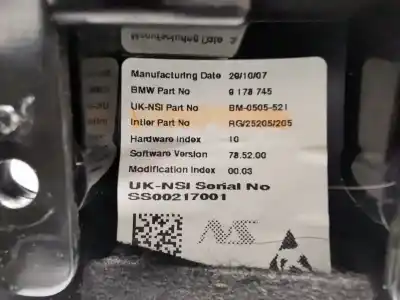 Manufacturing Date 29/10/07
BMW Part No 9 178 745
UK-NSI Part No BM-0505-521
Intier Part No RG/25205/205
Hardware Index 10
Software Version 78.52.00
Modification Index 00.03
UK-NSI Serial No
SS00217001